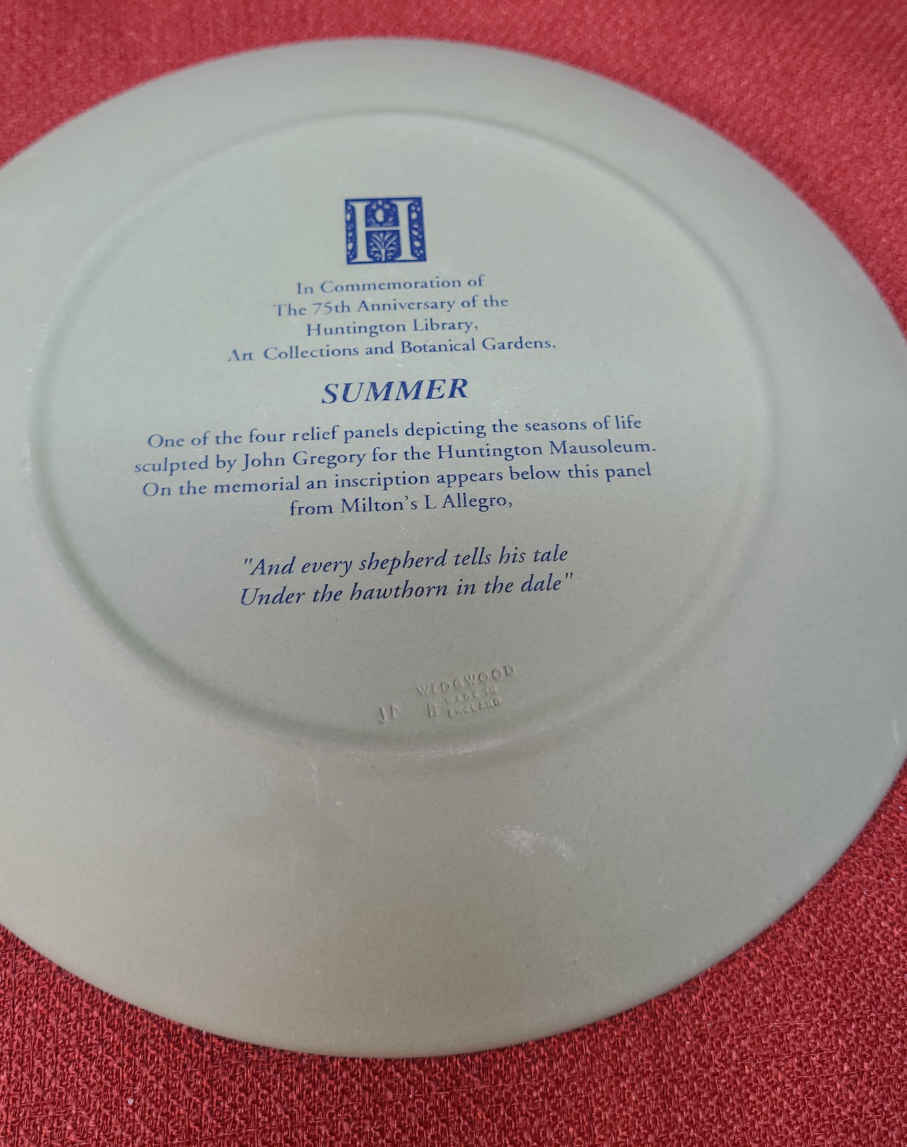 H
In Commemoration of
The 75th Anniversary of the
Huntington Library,
Art Collections and Botanical Gardens.
SUMMER
One of the four relief panels depicting the seasons of life
sculpted by John Gregory for the Huntington Mausoleum.
On the memorial an inscription appears below this panel
from Milton's L Allegro,
"And every shepherd tells his tale
Under the hawthorn in the dale"
WEDGWOOD
MADE IN
ENGLAND